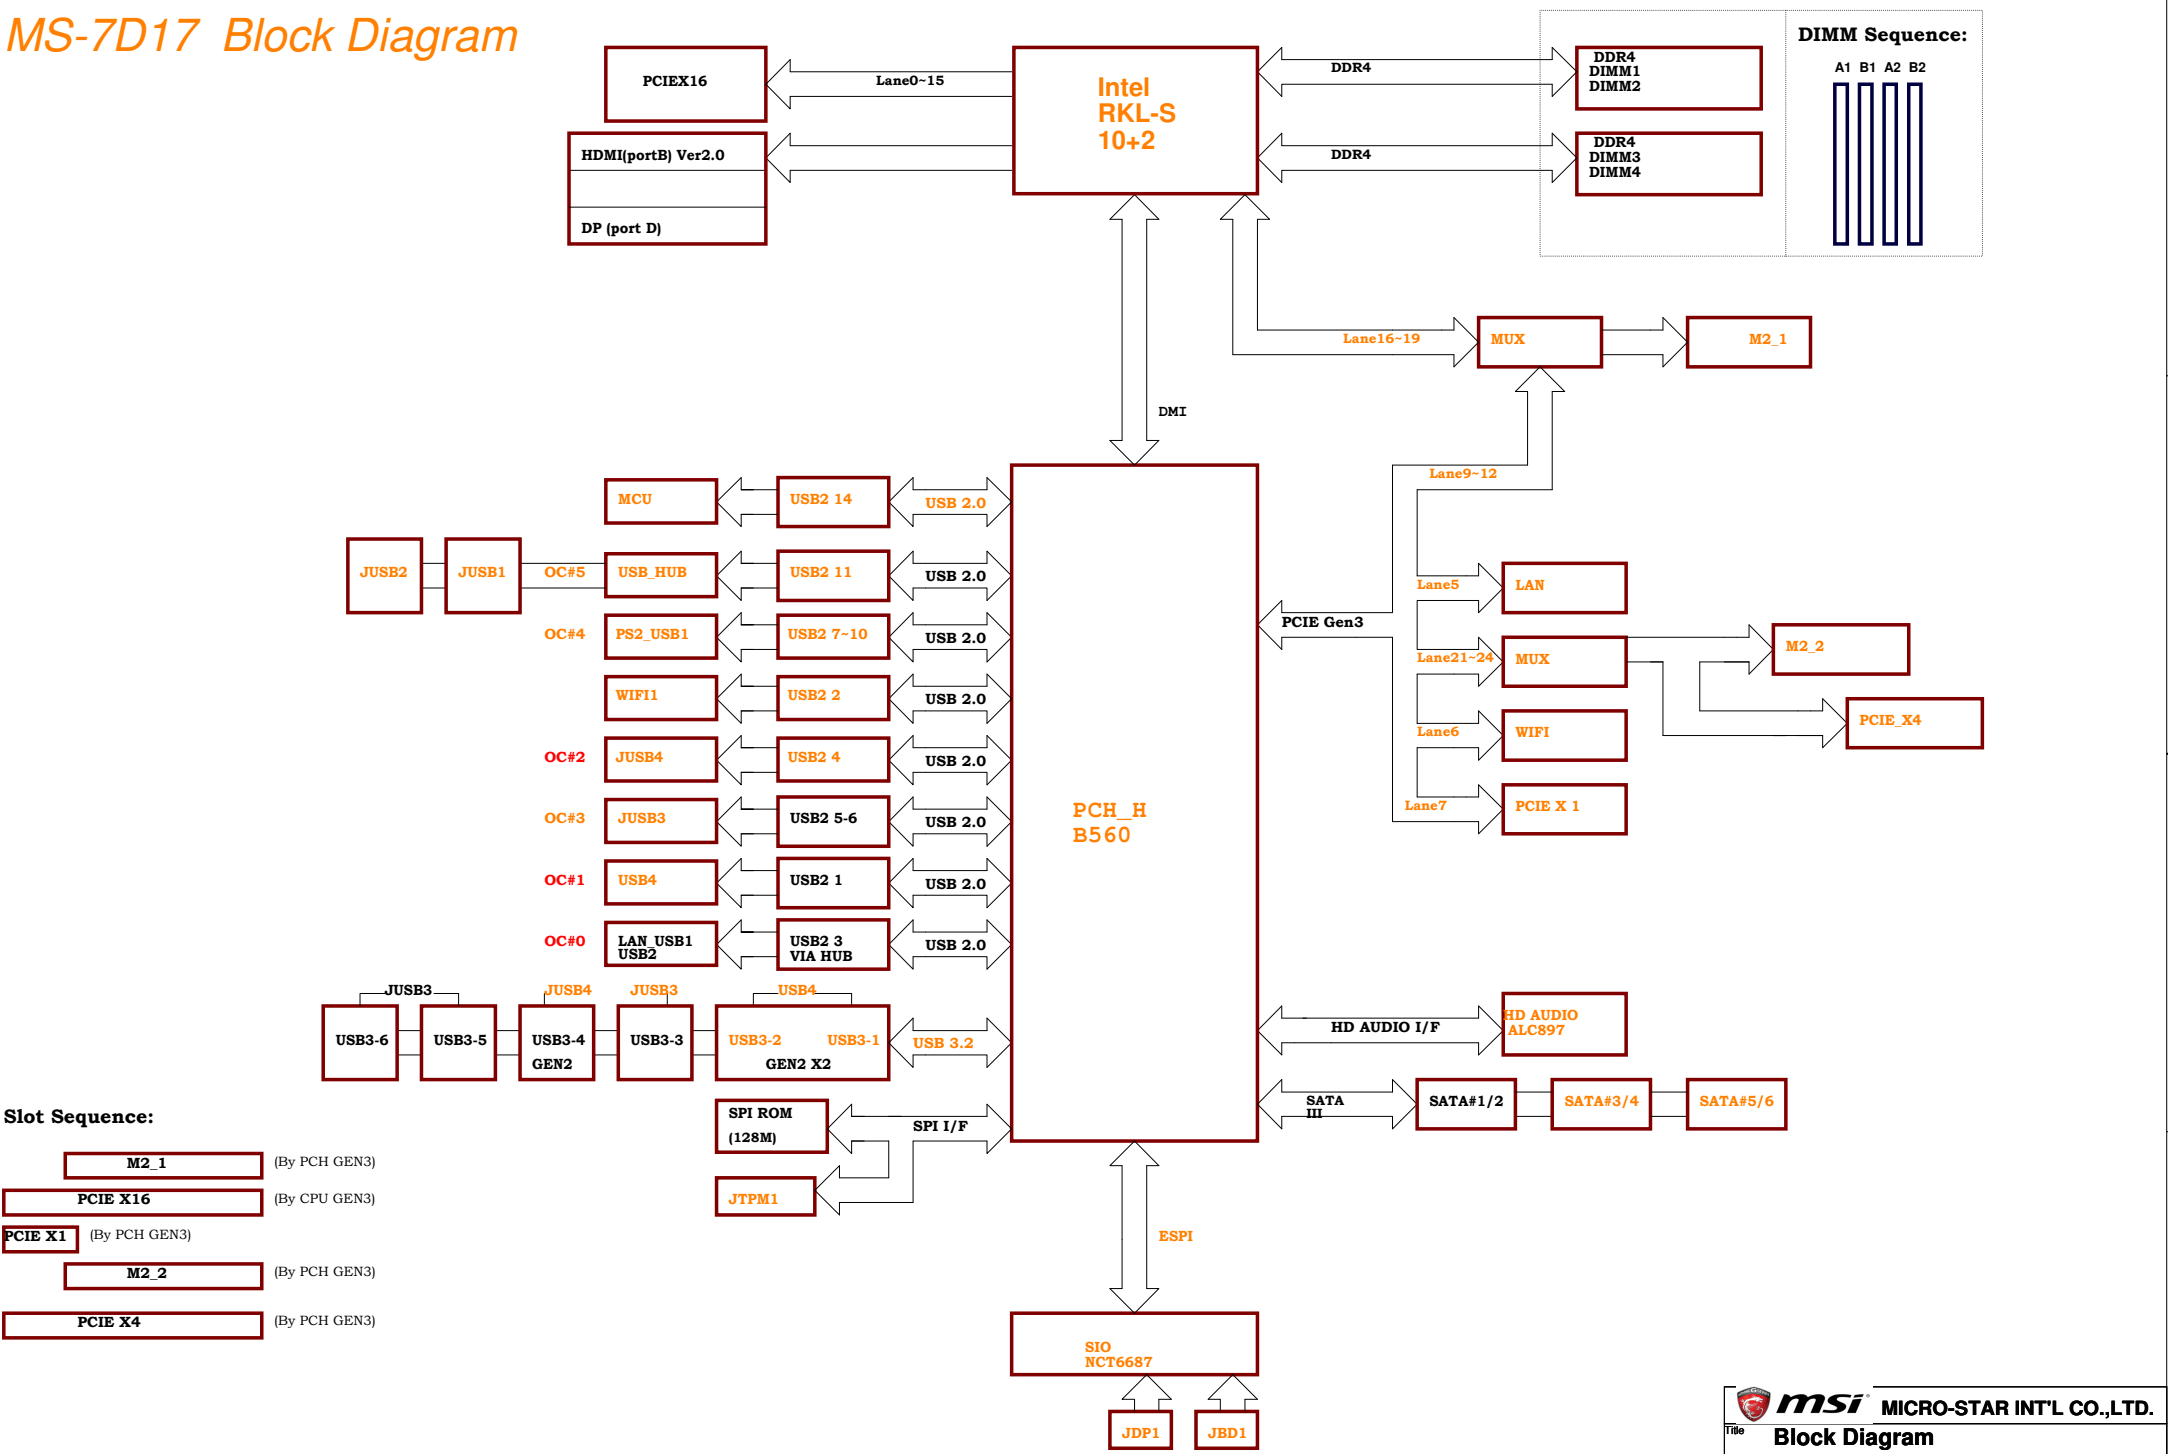 MS-7D17 Block Diagram
PCIEX16
Lane0~15
HDMI(portB) Ver2.0
DP (port D)
Intel
RKL-S
10+2
DDR4
DDR4
DIMM1
DIMM2
DDR4
DDR4
DIMM3
DIMM4
DIMM Sequence:
A1 B1 A2 B2
Lane16~19
MUX
M2_1
DMI
Lane9~12
MCU
USB2 14
USB 2.0
JUSB2
JUSB1
OC#5
USB_HUB
USB2 11
USB 2.0
OC#4
PS2_USB1
USB2 7~10
USB 2.0
WIFI1
USB2 2
USB 2.0
OC#2
JUSB4
USB2 4
USB 2.0
OC#3
JUSB3
USB2 5-6
USB 2.0
OC#1
USB4
USB2 1
USB 2.0
OC#0
LAN_USB1
USB2
USB2 3
VIA HUB
USB 2.0
PCH_H
B560
PCIE Gen3
Lane5
LAN
Lane21~24
MUX
M2_2
PCIE_X4
Lane6
WIFI
Lane7
PCIE X 1
JUSB3
JUSB4
JUSB3
USB4
USB3-6
USB3-5
USB3-4
GEN2
USB3-3
USB3-2
USB3-1
GEN2 X2
USB 3.2
HD AUDIO I/F
HD AUDIO
ALC897
SATA
III
SATA#1/2
SATA#3/4
SATA#5/6
SPI ROM
(128M)
SPI I/F
JTPM1
ESPI
SIO
NCT6687
JDP1
JBD1
Slot Sequence:
M2_1
(By PCH GEN3)
PCIE X16
(By CPU GEN3)
PCIE X1
(By PCH GEN3)
M2_2
(By PCH GEN3)
PCIE X4
(By PCH GEN3)
msi MICRO-STAR INT'L CO.,LTD.
Title
Block Diagram